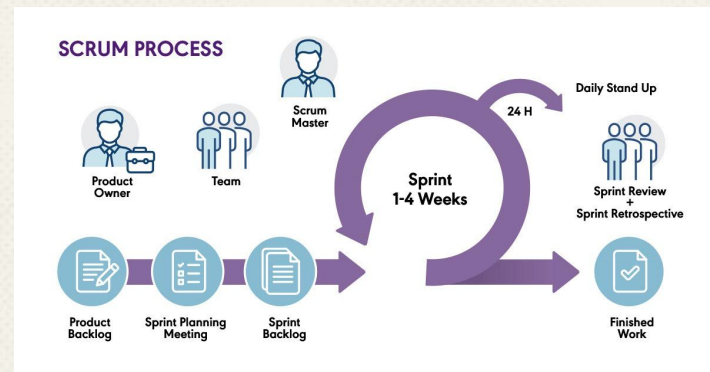 SCRUM PROCESS
Scrum
Master
Product
Owner
Team
24 H
Daily Stand Up
Sprint
1-4 Weeks
Sprint Review
+
Sprint Retrospective
Product
Backlog
Sprint Planning
Meeting
Sprint
Backlog
Finished
Work